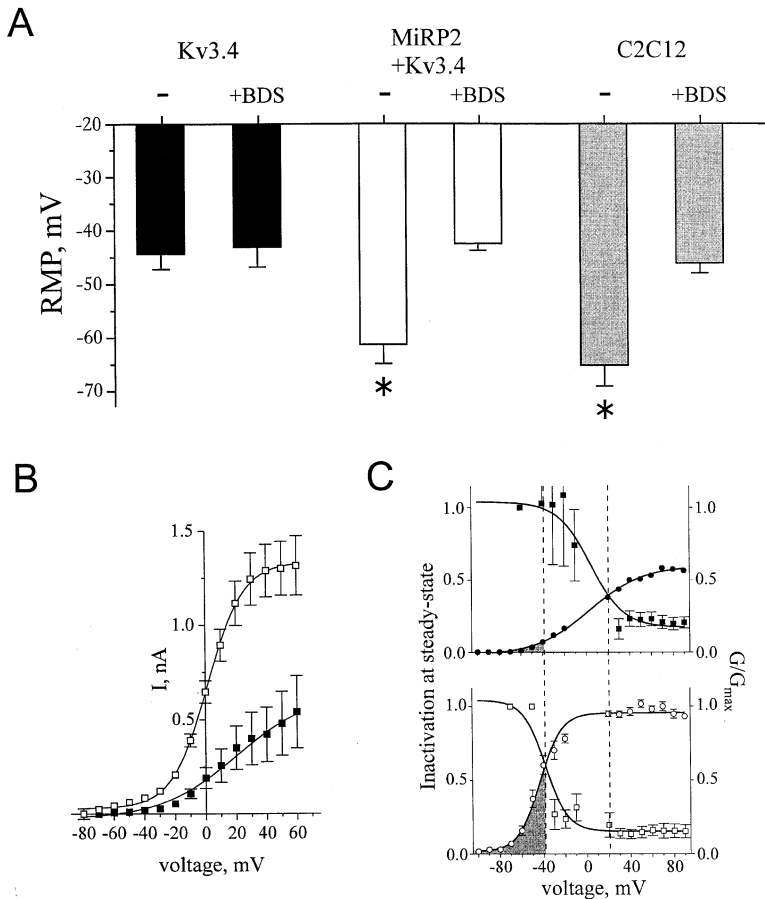 A
Kv3.4
MiRP2
+Kv3.4
C2C12
- +BDS - +BDS - +BDS
-20
-30
-40
-50
-60
-70
RMP, mV
* *
B
1.5
1.0
0.5
I, nA
-80 -60 -40 -20 0 20 40 60
voltage, mV
C
1.0
0.5
0.0
1.0
0.5
0.0
1.0
0.5
0.0
1.0
0.5
0.0
Inactivation at steady-state
G/Gmax
-100 -80 -60 -40 -20 0 20 40 60 80
voltage, mV